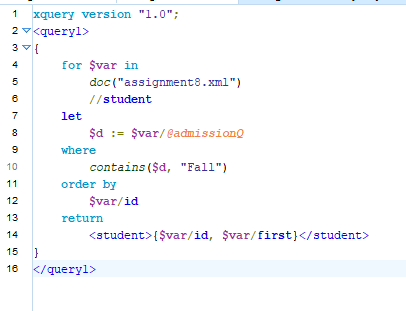 1 xquery version "1.0";
2 <query1>
3 {
4 for $var in
5 doc("assignment8.xml")
6 //student
7 let
8 $d := $var/@admissionQ
9 where
10 contains($d, "Fall")
11 order by
12 $var/id
13 return
14 <student>{$var/id, $var/first}</student>
15 }
16 </query1>